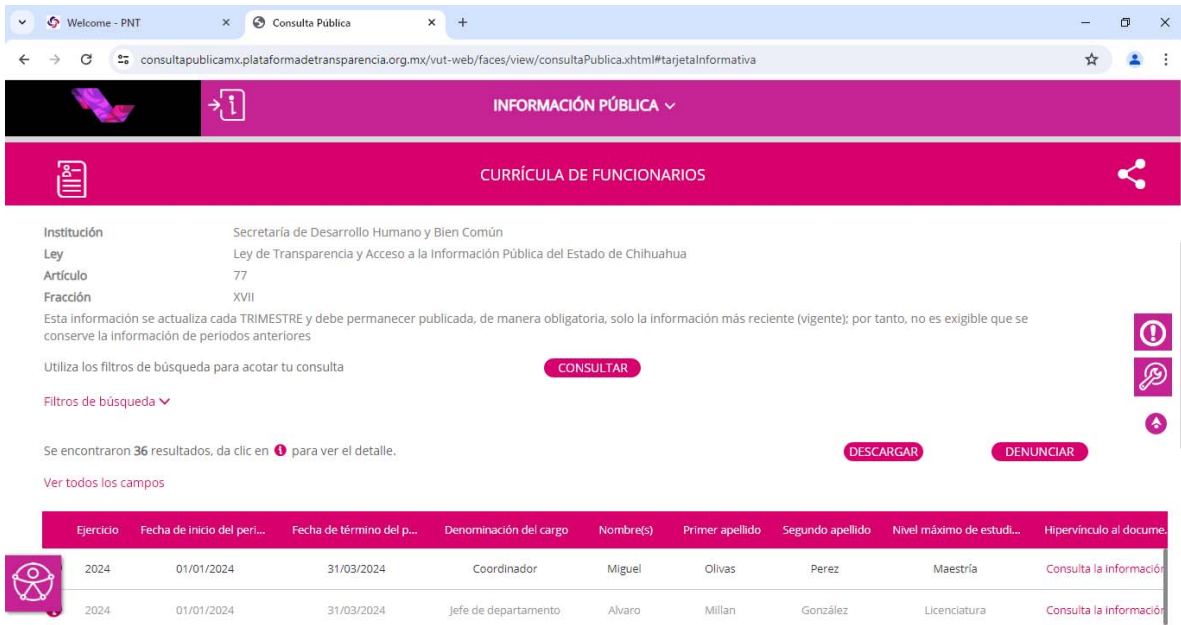 Welcome - PNT
Consulta Pública
consultapublicamx.plataformadetransparencia.org.mx/vut-web/faces/view/consultaPublica.xhtml#tarjetaInformativa
INFORMACIÓN PÚBLICA
CURRÍCULA DE FUNCIONARIOS
Institución Secretaría de Desarrollo Humano y Bien Común
Ley Ley de Transparencia y Acceso a la Información Pública del Estado de Chihuahua
Artículo 77
Fracción XVII
Esta información se actualiza cada TRIMESTRE y debe permanecer publicada, de manera obligatoria, solo la información más reciente (vigente); por tanto, no es exigible que se
conserve la información de periodos anteriores
Utiliza los filtros de búsqueda para acotar tu consulta CONSULTAR
Filtros de búsqueda
Se encontraron 36 resultados, da clic en para ver el detalle. DESCARGAR DENUNCIAR
Ver todos los campos
Ejercicio Fecha de inicio del peri... Fecha de término del p... Denominación del cargo Nombre(s) Primer apellido Segundo apellido Nivel máximo de estudi... Hipervínculo al docume.
2024 01/01/2024 31/03/2024 Coordinador Miguel Olivas Perez Maestría Consulta la información
2024 01/01/2024 31/03/2024 Jefe de departamento Alvaro Millan González Licenciatura Consulta la información